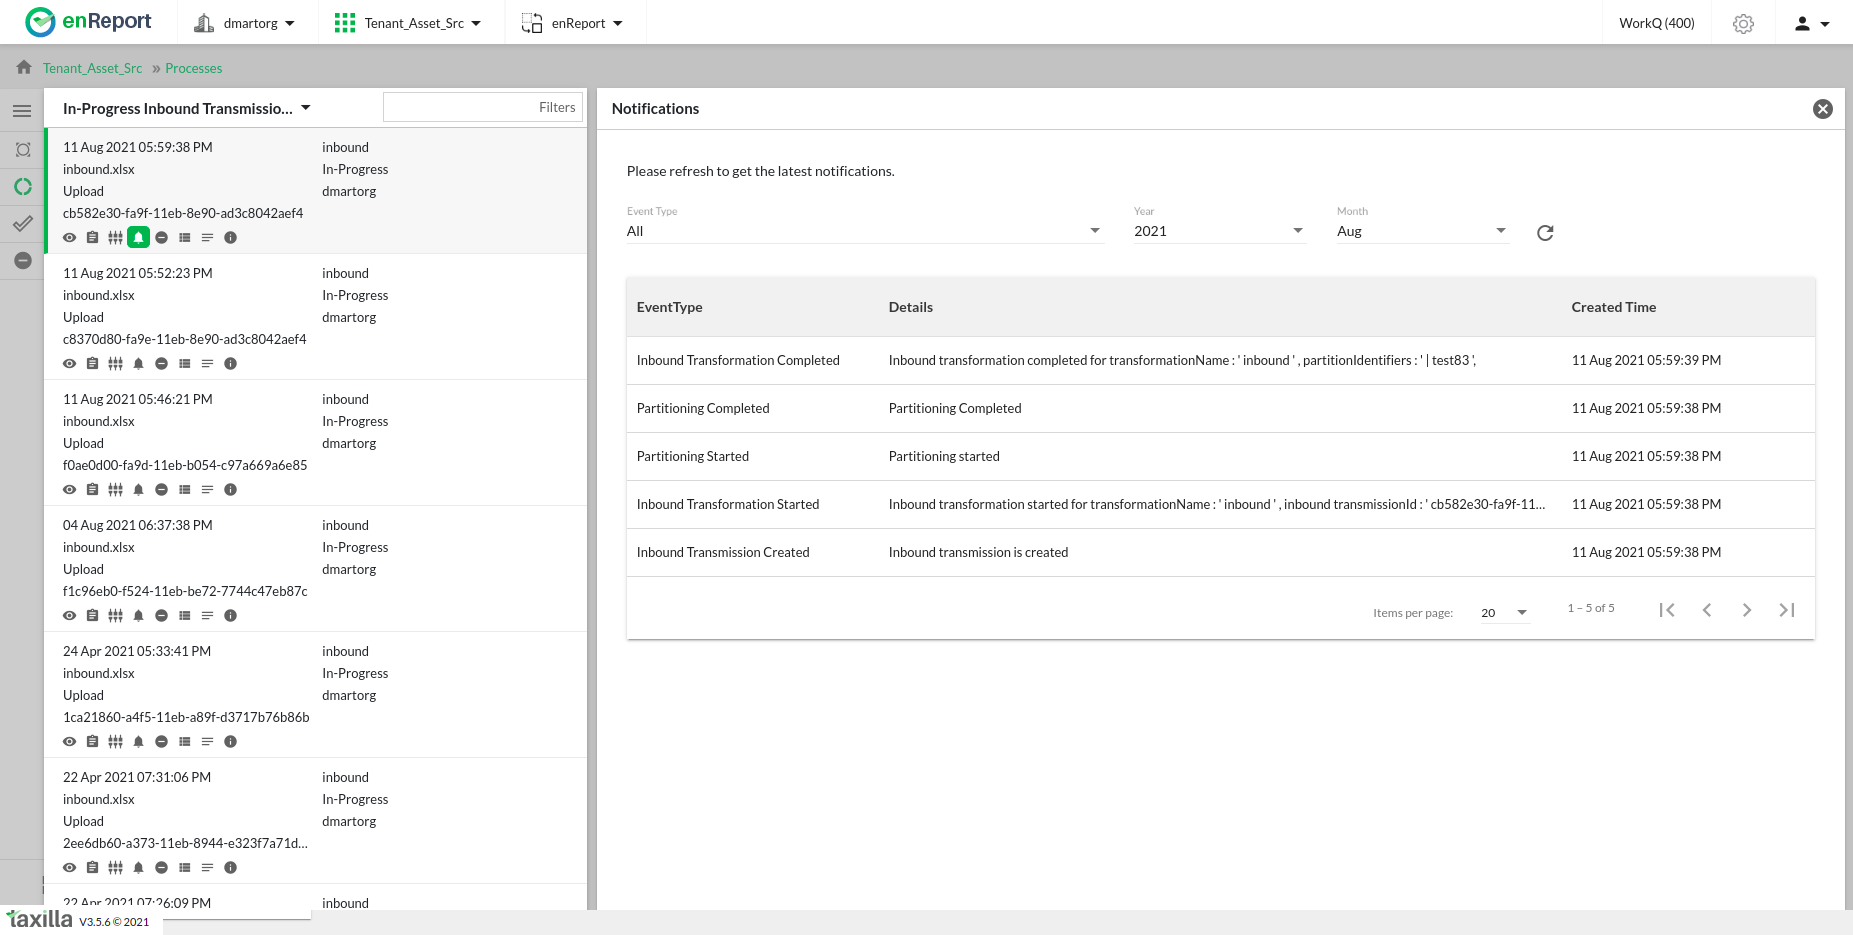 enReport
dmartorg
Tenant_Asset_Src
enReport
WorkQ (400)
Tenant_Asset_Src » Processes
In-Progress Inbound Transmissio...
Filters
11 Aug 2021 05:59:38 PM inbound
inbound.xlsx In-Progress
Upload dmartorg
cb582e30-fa9f-11eb-8e90-ad3c8042aef4
11 Aug 2021 05:52:23 PM inbound
inbound.xlsx In-Progress
Upload dmartorg
c8370d80-fa9e-11eb-8e90-ad3c8042aef4
11 Aug 2021 05:46:21 PM inbound
inbound.xlsx In-Progress
Upload dmartorg
f0ae0d00-fa9d-11eb-b054-c97a669a6e85
04 Aug 2021 06:37:38 PM inbound
inbound.xlsx In-Progress
Upload dmartorg
f1c96eb0-f524-11eb-be72-7744c47eb87c
24 Apr 2021 05:33:41 PM inbound
inbound.xlsx In-Progress
Upload dmartorg
1ca21860-a4f5-11eb-a89f-d3717b76b86b
22 Apr 2021 07:31:06 PM inbound
inbound.xlsx In-Progress
Upload dmartorg
2ee6db60-a373-11eb-8944-e323f7a71d...
22 Apr 2021 07:26:09 PM inbound
taxilla V3.5.6 © 2021
Notifications
Please refresh to get the latest notifications.
Event Type Year Month
All 2021 Aug
EventType Details Created Time
Inbound Transformation Completed Inbound transformation completed for transformationName : ' inbound ' , partitionIdentifiers : ' | test83 ', 11 Aug 2021 05:59:39 PM
Partitioning Completed Partitioning Completed 11 Aug 2021 05:59:38 PM
Partitioning Started Partitioning started 11 Aug 2021 05:59:38 PM
Inbound Transformation Started Inbound transformation started for transformationName : ' inbound ' , inbound transmissionId : ' cb582e30-fa9f-11... 11 Aug 2021 05:59:38 PM
Inbound Transmission Created Inbound transmission is created 11 Aug 2021 05:59:38 PM
Items per page: 20 1 – 5 of 5